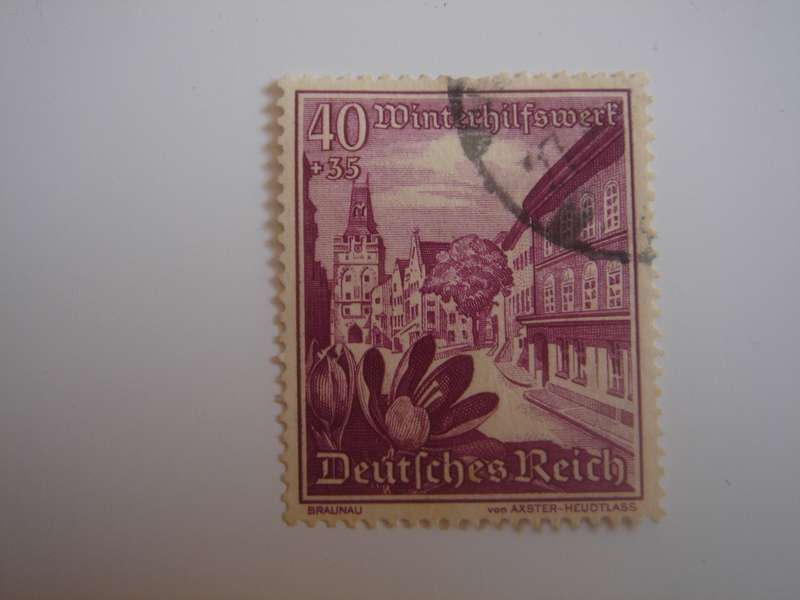 40 Winterhilfswerk
+35
Deutſches Reich
BRAUNAU von AXSTER-HEUDTLASS